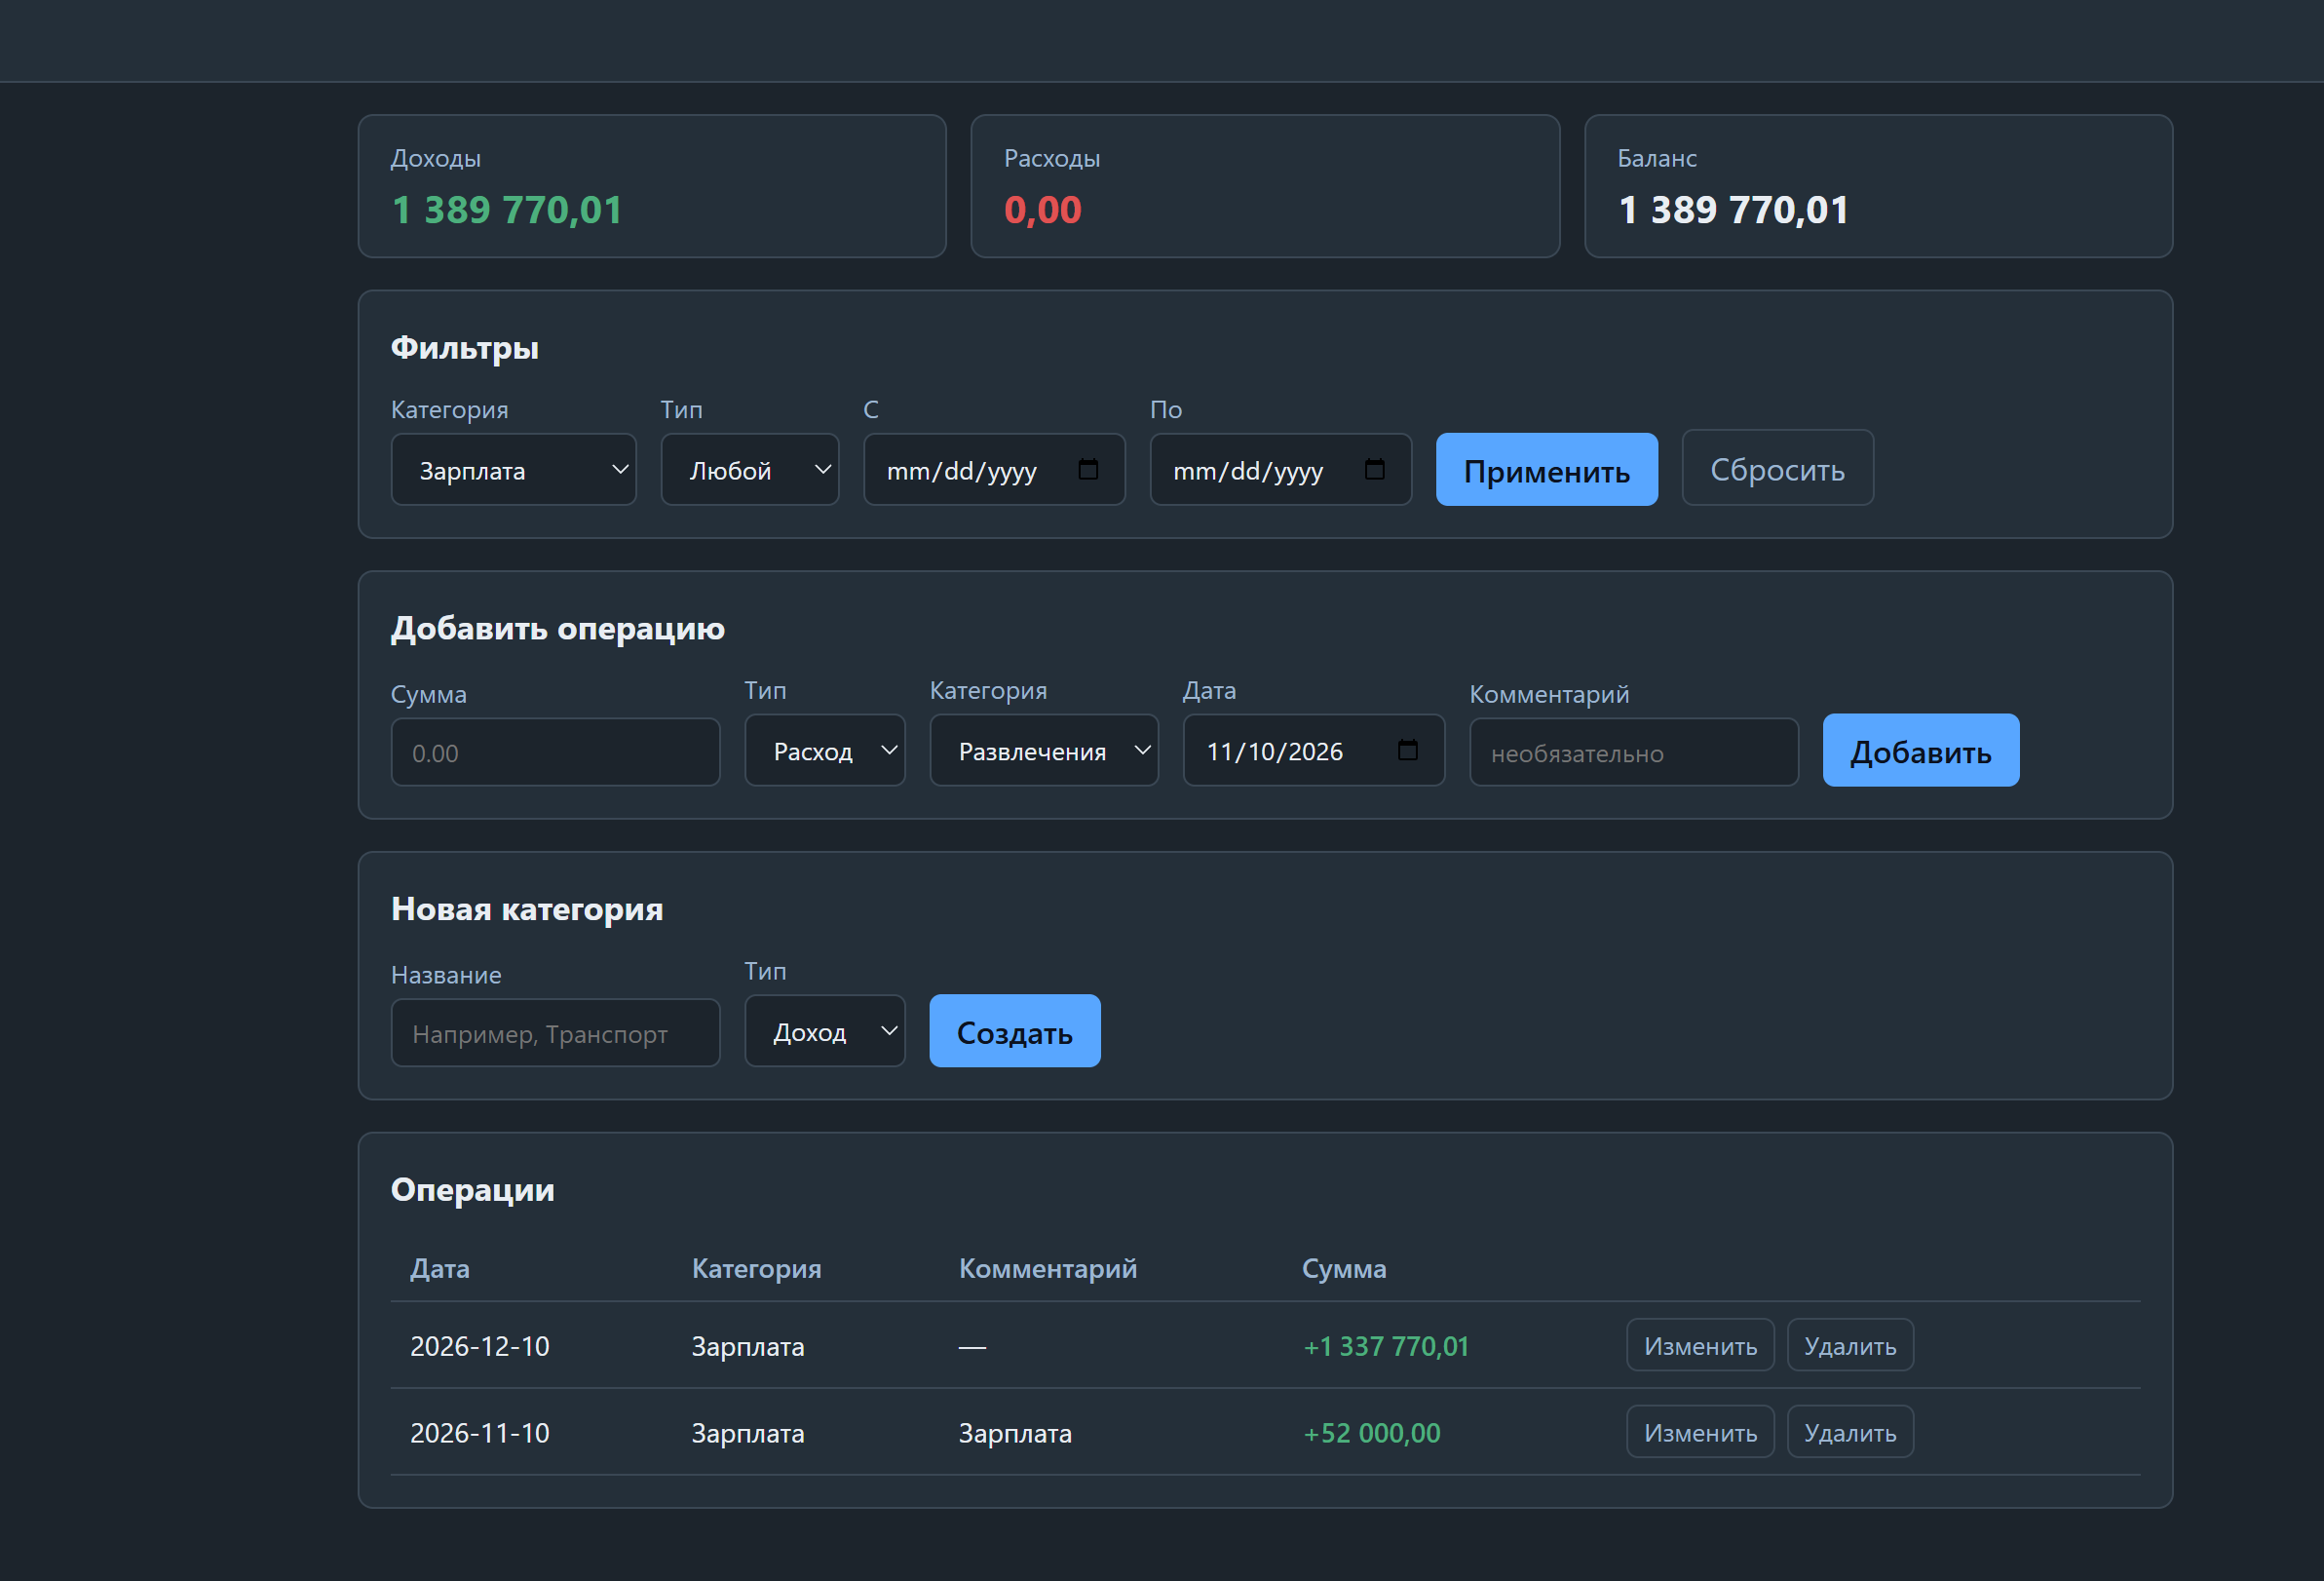 Доходы
1 389 770,01
Расходы
0,00
Баланс
1 389 770,01
Фильтры
Категория
Зарплата
Тип
Любой
С
mm/dd/yyyy
По
mm/dd/yyyy
Применить
Сбросить
Добавить операцию
Сумма
0.00
Тип
Расход
Категория
Развлечения
Дата
11/10/2026
Комментарий
необязательно
Добавить
Новая категория
Название
Например, Транспорт
Тип
Доход
Создать
Операции
Дата Категория Комментарий Сумма
2026-12-10 Зарплата — +1 337 770,01 Изменить Удалить
2026-11-10 Зарплата Зарплата +52 000,00 Изменить Удалить